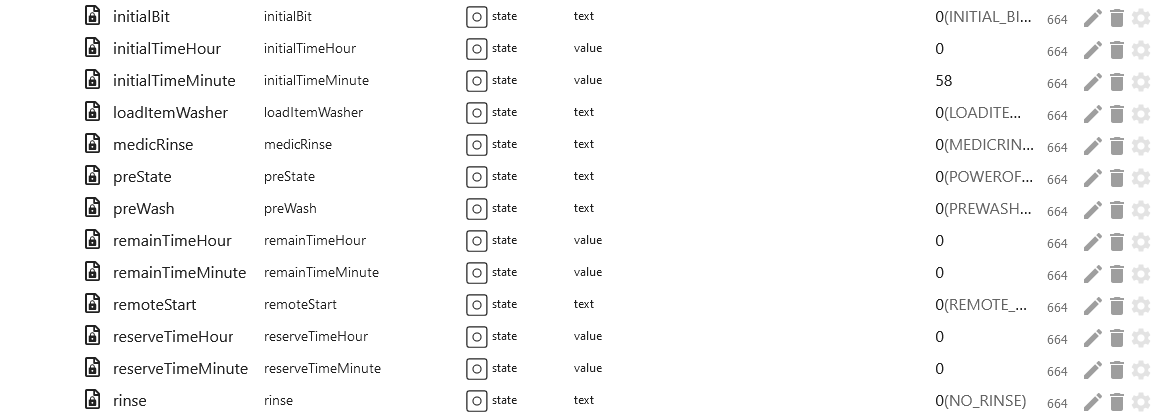 initialBit initialBit state text 0(INITIAL_BI... 664
initialTimeHour initialTimeHour state value 0 664
initialTimeMinute initialTimeMinute state value 58 664
loadItemWasher loadItemWasher state text 0(LOADITE... 664
medicRinse medicRinse state text 0(MEDICRIN... 664
preState preState state text 0(POWEROF... 664
preWash preWash state text 0(PREWASH... 664
remainTimeHour remainTimeHour state value 0 664
remainTimeMinute remainTimeMinute state value 0 664
remoteStart remoteStart state text 0(REMOTE_... 664
reserveTimeHour reserveTimeHour state value 0 664
reserveTimeMinute reserveTimeMinute state value 0 664
rinse rinse state text 0(NO_RINSE) 664